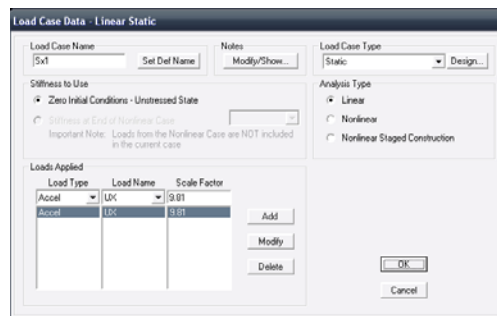 Load Case Data - Linear Static
Load Case Name
Sx1
Set Def Name
Notes
Modify/Show...
Load Case Type
Static
Design...
Stiffness to Use
Zero Initial Conditions - Unstressed State
Stiffness at End of Nonlinear Case
Important Note: Loads from the Nonlinear Case are NOT included
in the current case
Analysis Type
Linear
Nonlinear
Nonlinear Staged Construction
Loads Applied
Load Type Load Name Scale Factor
Accel UX 9.81
Accel UX 9.81
Add
Modify
Delete
OK
Cancel